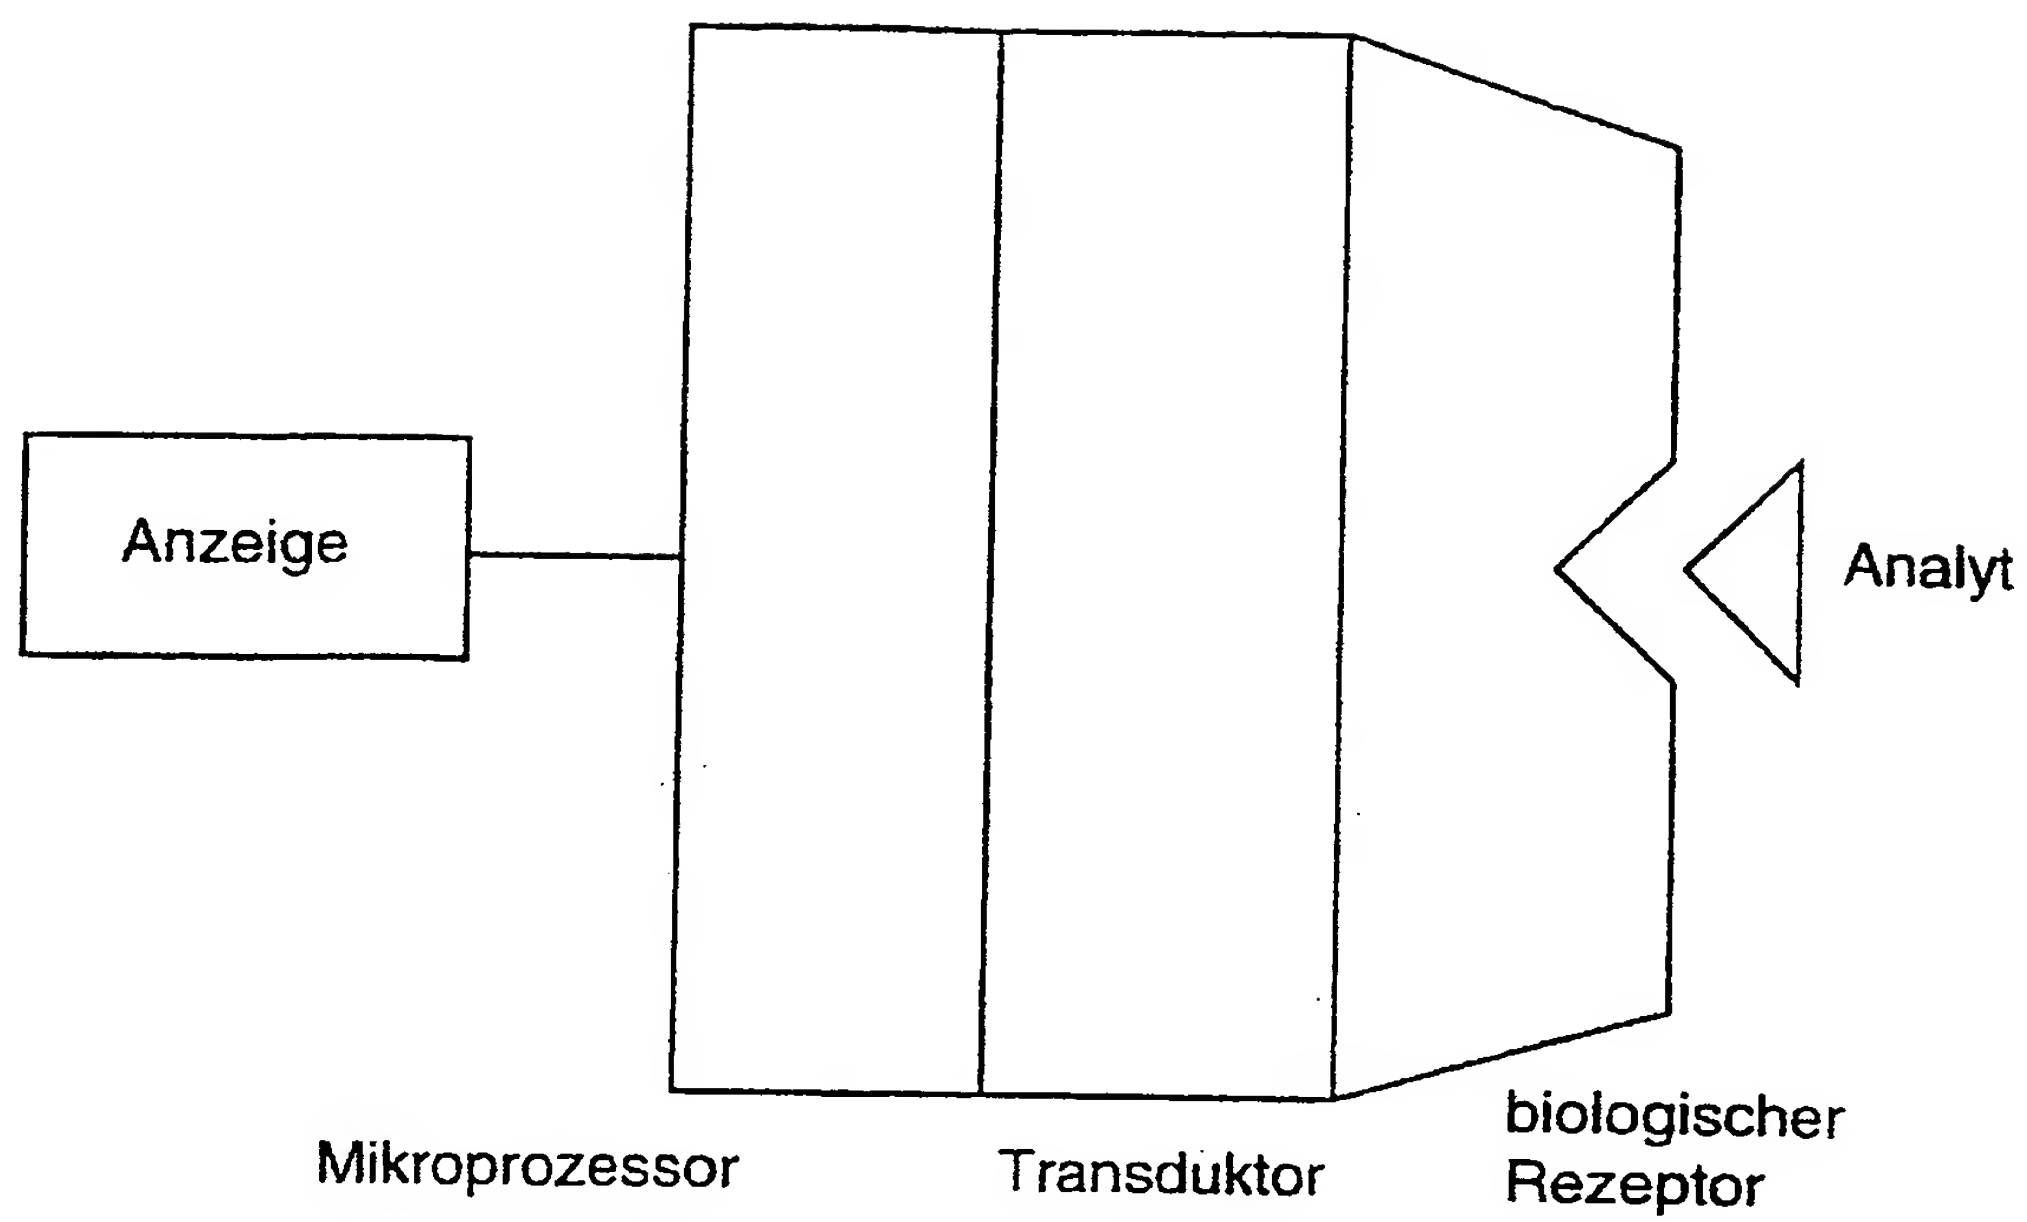 Anzeige
Analyt
Mikroprozessor
Transduktor
biologischer
Rezeptor